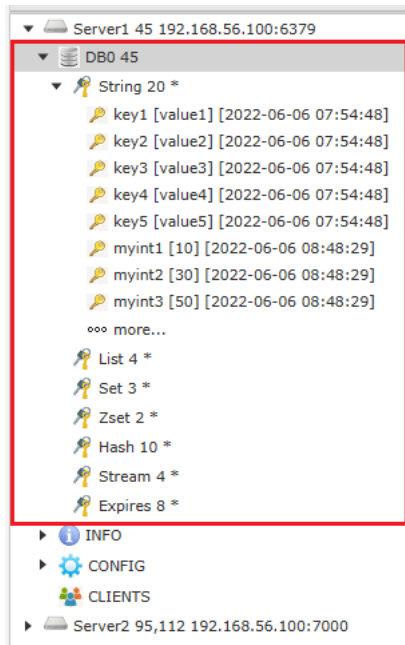 Server1 45 192.168.56.100:6379
DB0 45
String 20 *
key1 [value1] [2022-06-06 07:54:48]
key2 [value2] [2022-06-06 07:54:48]
key3 [value3] [2022-06-06 07:54:48]
key4 [value4] [2022-06-06 07:54:48]
key5 [value5] [2022-06-06 07:54:48]
myint1 [10] [2022-06-06 08:48:29]
myint2 [30] [2022-06-06 08:48:29]
myint3 [50] [2022-06-06 08:48:29]
more...
List 4 *
Set 3 *
Zset 2 *
Hash 10 *
Stream 4 *
Expires 8 *
INFO
CONFIG
CLIENTS
Server2 95,112 192.168.56.100:7000